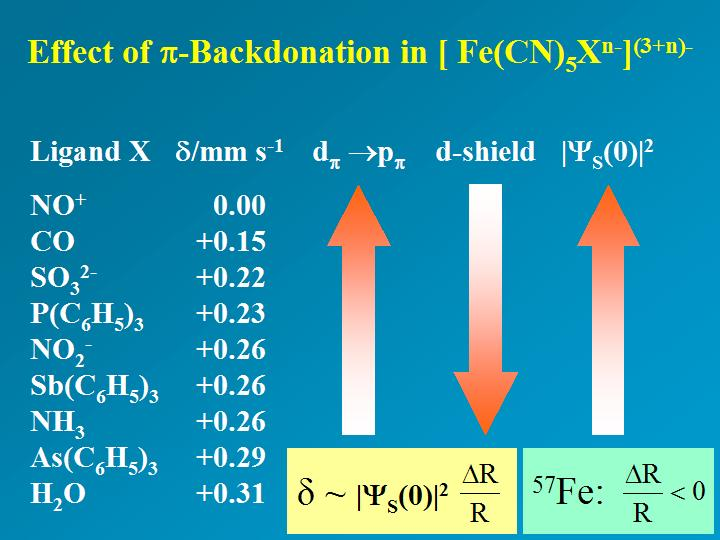 Effect of π-Backdonation in [ Fe(CN)₅Xⁿ⁻]⁽³⁺ⁿ⁾⁻
Ligand X δ/mm s⁻¹ dπ →pπ d-shield |Ψₛ(0)|²
NO⁺ 0.00
CO +0.15
SO₃²⁻ +0.22
P(C₆H₅)₃ +0.23
NO₂⁻ +0.26
Sb(C₆H₅)₃ +0.26
NH₃ +0.26
As(C₆H₅)₃ +0.29
H₂O +0.31
δ ~ |Ψₛ(0)|² ΔR/R
⁵⁷Fe: ΔR/R < 0